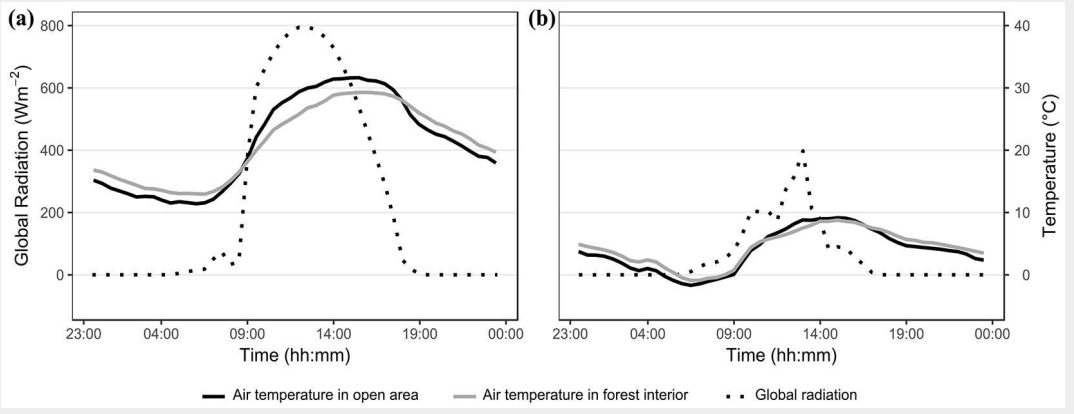 (a)
Global Radiation (Wm⁻²)
800
600
400
200
0
23:00 04:00 09:00 14:00 19:00 00:00
Time (hh:mm)
(b)
40
30
20
10
0
Temperature (°C)
23:00 04:00 09:00 14:00 19:00 00:00
Time (hh:mm)
Air temperature in open area Air temperature in forest interior Global radiation